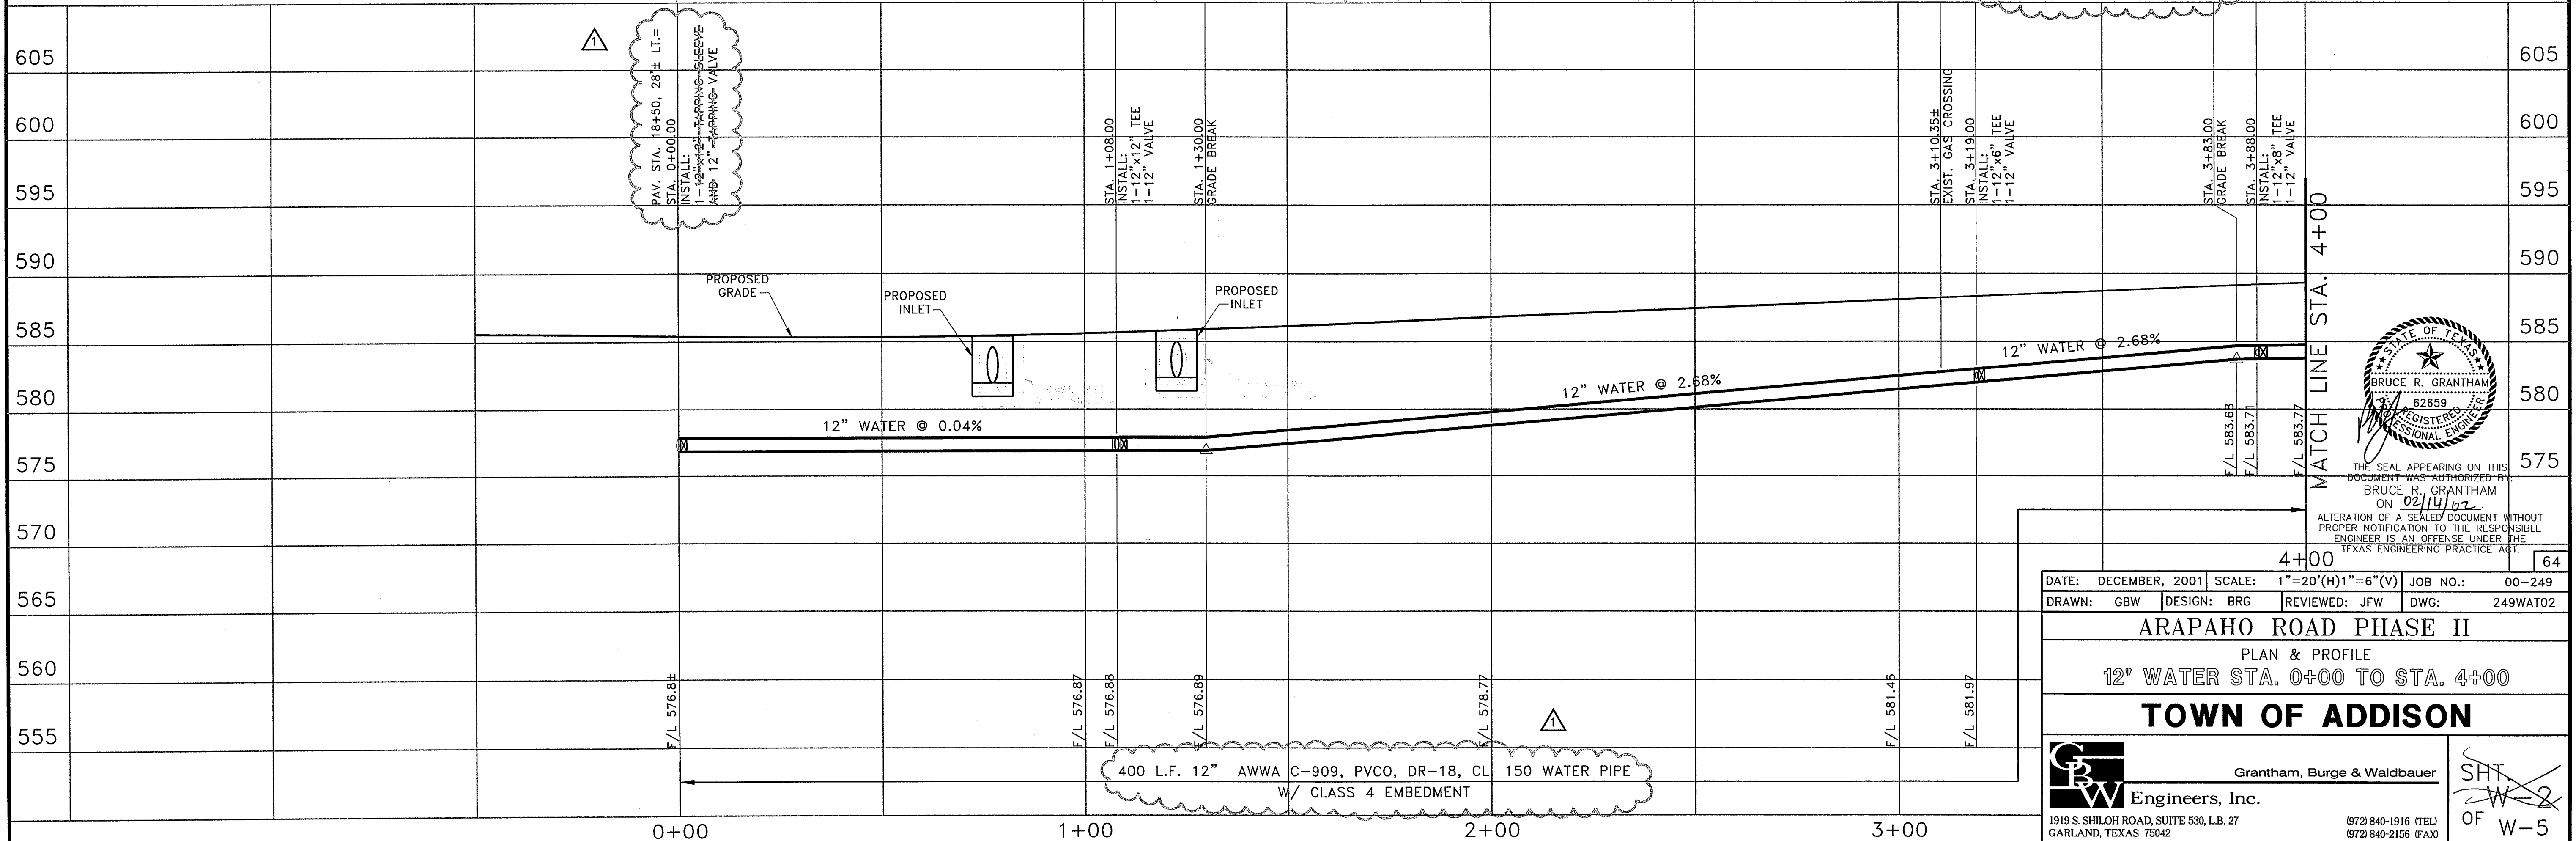 605
600
595
590
585
580
575
570
565
560
555
1
PAV. STA. 18+50, 28'± LT.=
STA. 0+00.00
INSTALL:
1-12"x12" TAPPING SLEEVE
AND 12" TAPPING VALVE
STA. 1+08.00
INSTALL:
1-12"x12" TEE
1-12" VALVE
STA. 1+30.00
GRADE BREAK
STA. 3+10.35±
EXIST. GAS CROSSING
STA. 3+19.00
INSTALL:
1-12"x6" TEE
1-12" VALVE
STA. 3+83.00
GRADE BREAK
STA. 3+88.00
INSTALL:
1-12"x8" TEE
1-12" VALVE
605
600
595
590
585
580
575
MATCH LINE STA. 4+00
PROPOSED
GRADE
PROPOSED
INLET
PROPOSED
INLET
12" WATER @ 0.04%
12" WATER @ 2.68%
12" WATER @ 2.68%
F/L 583.68
F/L 583.71
F/L 583.77
STATE OF TEXAS
BRUCE R. GRANTHAM
62659
REGISTERED
PROFESSIONAL ENGINEER
THE SEAL APPEARING ON THIS
DOCUMENT WAS AUTHORIZED BY:
BRUCE R. GRANTHAM
ON 02/14/02.
ALTERATION OF A SEALED DOCUMENT WITHOUT
PROPER NOTIFICATION TO THE RESPONSIBLE
ENGINEER IS AN OFFENSE UNDER THE
TEXAS ENGINEERING PRACTICE ACT.
4+00
64
F/L 576.8±
F/L 576.87
F/L 576.88
F/L 576.89
F/L 578.77
F/L 581.46
F/L 581.97
1
400 L.F. 12" AWWA C-909, PVCO, DR-18, CL. 150 WATER PIPE
W/ CLASS 4 EMBEDMENT
0+00
1+00
2+00
3+00
DATE: DECEMBER, 2001 SCALE: 1"=20'(H)1"=6"(V) JOB NO.: 00-249
DRAWN: GBW DESIGN: BRG REVIEWED: JFW DWG: 249WAT02
ARAPAHO ROAD PHASE II
PLAN & PROFILE
12" WATER STA. 0+00 TO STA. 4+00
TOWN OF ADDISON
GBW
Grantham, Burge & Waldbauer
Engineers, Inc.
1919 S. SHILOH ROAD, SUITE 530, L.B. 27
GARLAND, TEXAS 75042
(972) 840-1916 (TEL)
(972) 840-2156 (FAX)
SHT.
W-2
OF
W-5